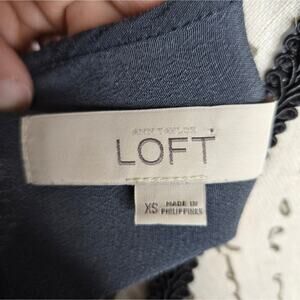 ANN TAYLOR
LOFT
XS MADE IN
PHILIPPINES